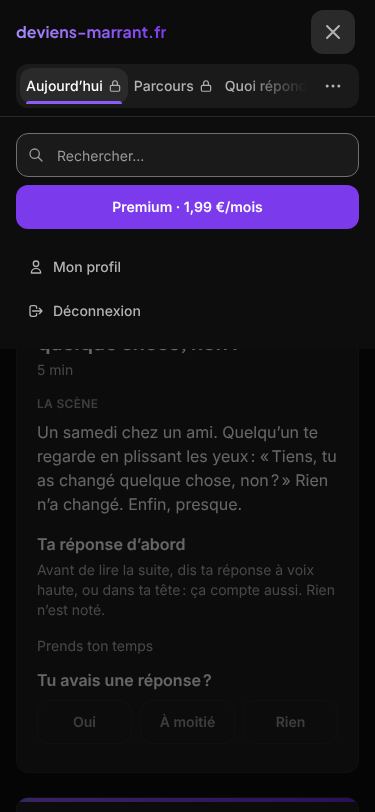 deviens-marrant.fr
Aujourd’hui Parcours Quoi répond
Rechercher...
Premium · 1,99 €/mois
Mon profil
Déconnexion
5 min
LA SCÈNE
Un samedi chez un ami. Quelqu’un te
regarde en plissant les yeux : « Tiens, tu
as changé quelque chose, non ? » Rien
n’a changé. Enfin, presque.
Ta réponse d’abord
Avant de lire la suite, dis ta réponse à voix
haute, ou dans ta tête : ça compte aussi. Rien
n’est noté.
Prends ton temps
Tu avais une réponse ?
Oui À moitié Rien